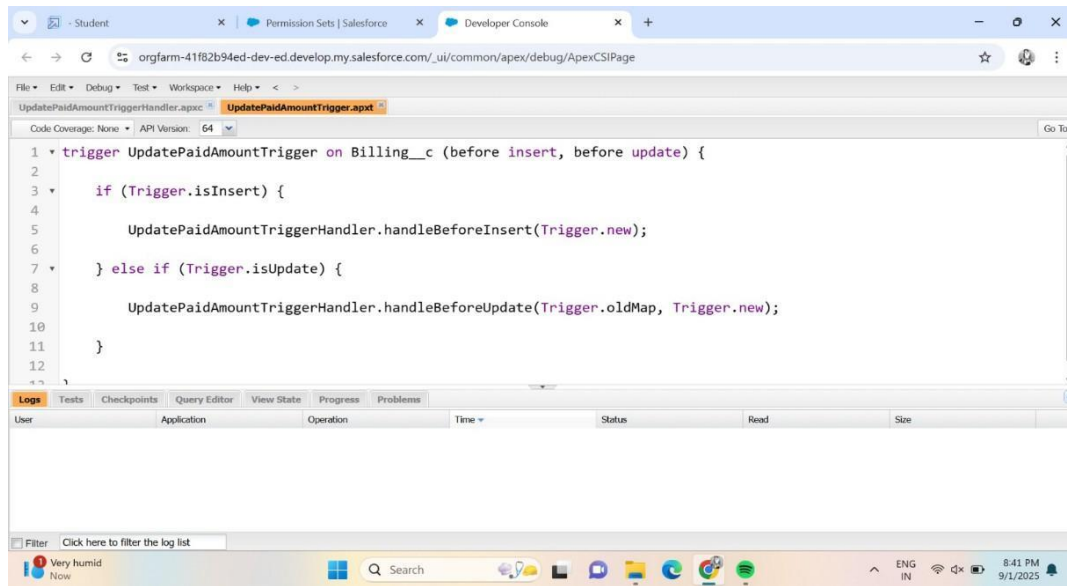 - Student
Permission Sets | Salesforce
Developer Console
orgfarm-41f82b94ed-dev-ed.develop.my.salesforce.com/_ui/common/apex/debug/ApexCSIPage
File Edit Debug Test Workspace Help < >
UpdatePaidAmountTriggerHandler.apxc UpdatePaidAmountTrigger.apxt
Code Coverage: None API Version: 64 Go To
1 trigger UpdatePaidAmountTrigger on Billing__c (before insert, before update) {
2
3 if (Trigger.isInsert) {
4
5 UpdatePaidAmountTriggerHandler.handleBeforeInsert(Trigger.new);
6
7 } else if (Trigger.isUpdate) {
8
9 UpdatePaidAmountTriggerHandler.handleBeforeUpdate(Trigger.oldMap, Trigger.new);
10
11 }
12
13 }
Logs Tests Checkpoints Query Editor View State Progress Problems
User Application Operation Time Status Read Size
Filter Click here to filter the log list
1 Very humid
Now
Search
ENG
IN
8:41 PM
9/1/2025